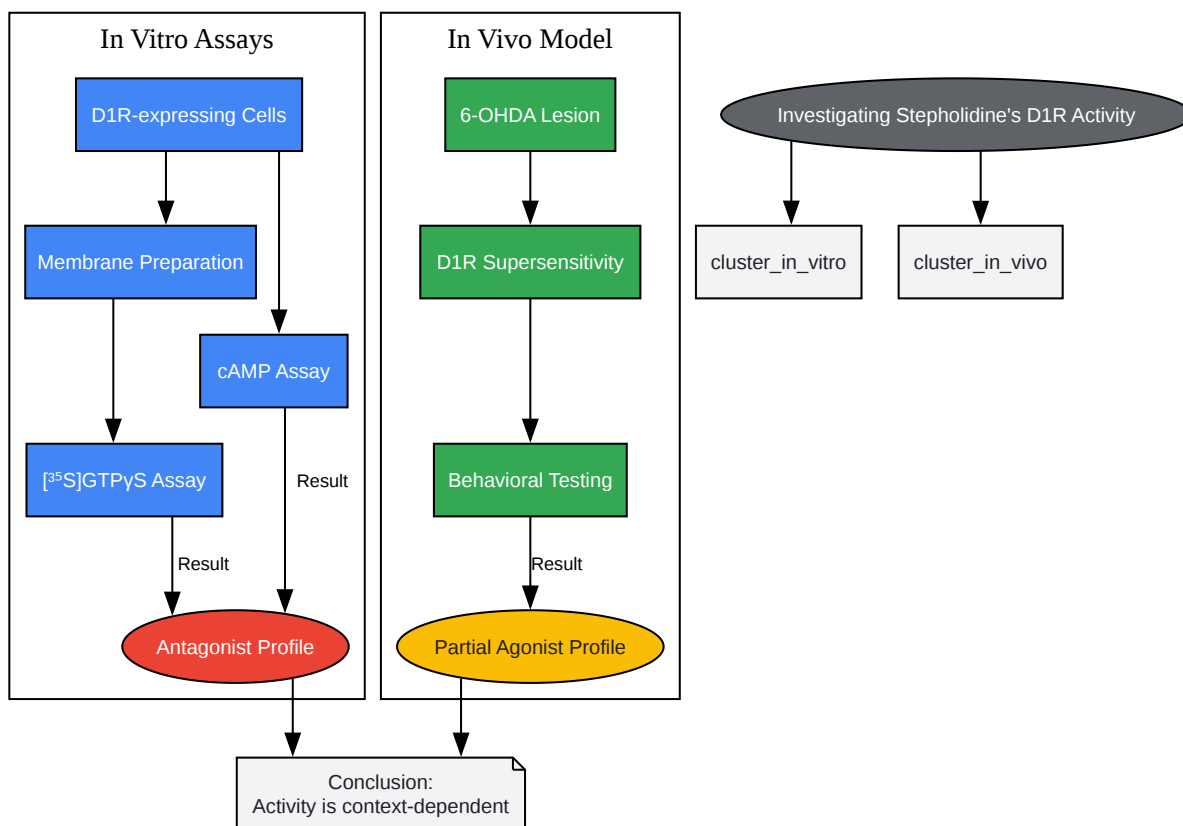 In Vitro Assays
D1R-expressing Cells
Membrane Preparation
cAMP Assay
[³⁵S]GTPγS Assay
Result
Result
Antagonist Profile
In Vivo Model
6-OHDA Lesion
D1R Supersensitivity
Behavioral Testing
Result
Partial Agonist Profile
Investigating Stepholidine's D1R Activity
cluster_in_vitro
cluster_in_vivo
Conclusion:
Activity is context-dependent